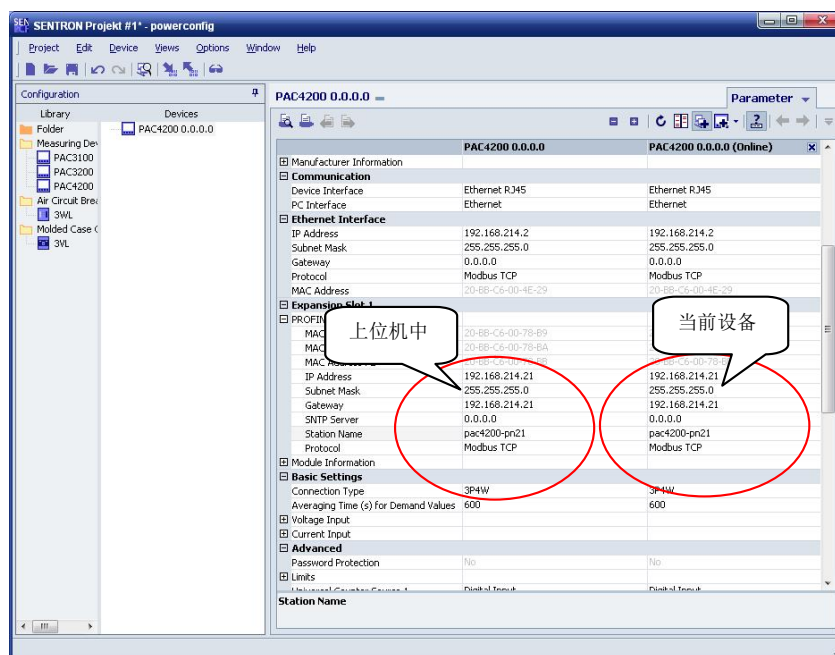 SENTRON Projekt #1* - powerconfig
Project Edit Device Views Options Window Help
Configuration
Library Devices
Folder PAC4200 0.0.0.0
Measuring Dev
PAC3100
PAC3200
PAC4200
Air Circuit Brea
3WL
Molded Case C
3VL
PAC4200 0.0.0.0
Parameter
PAC4200 0.0.0.0 PAC4200 0.0.0.0 (Online)
Manufacturer Information
Communication
Device Interface Ethernet RJ45 Ethernet RJ45
PC Interface Ethernet Ethernet
Ethernet Interface
IP Address 192.168.214.2 192.168.214.2
Subnet Mask 255.255.255.0 255.255.255.0
Gateway 0.0.0.0 0.0.0.0
Protocol Modbus TCP Modbus TCP
MAC Address 20-BB-C6-00-4E-29 20-BB-C6-00-4E-29
Expansion Slot 1
PROFIN
上位机中
当前设备
MAC 20-BB-C6-00-78-B9
MAC 20-BB-C6-00-78-BA
MAC
IP Address 192.168.214.21 192.168.214.21
Subnet Mask 255.255.255.0 255.255.255.0
Gateway 192.168.214.21 192.168.214.21
SNTP Server 0.0.0.0 0.0.0.0
Station Name pac4200-pn21 pac4200-pn21
Protocol Modbus TCP Modbus TCP
Module Information
Basic Settings
Connection Type 3P4W 3P4W
Averaging Time (s) for Demand Values 600 600
Voltage Input
Current Input
Advanced
Password Protection No No
Limits
Universal Counter Source 1 Digital Input Digital Input
Station Name